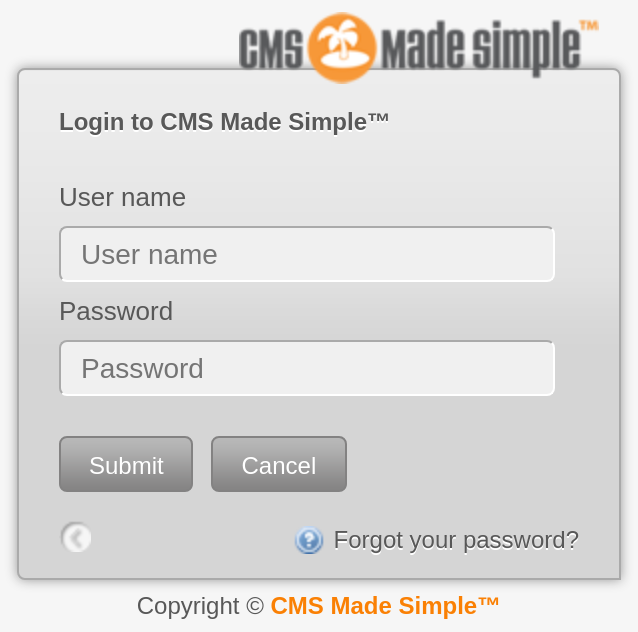 CMS Made simple™
Login to CMS Made Simple™
User name
User name
Password
Password
Submit Cancel
Forgot your password?
Copyright © CMS Made Simple™